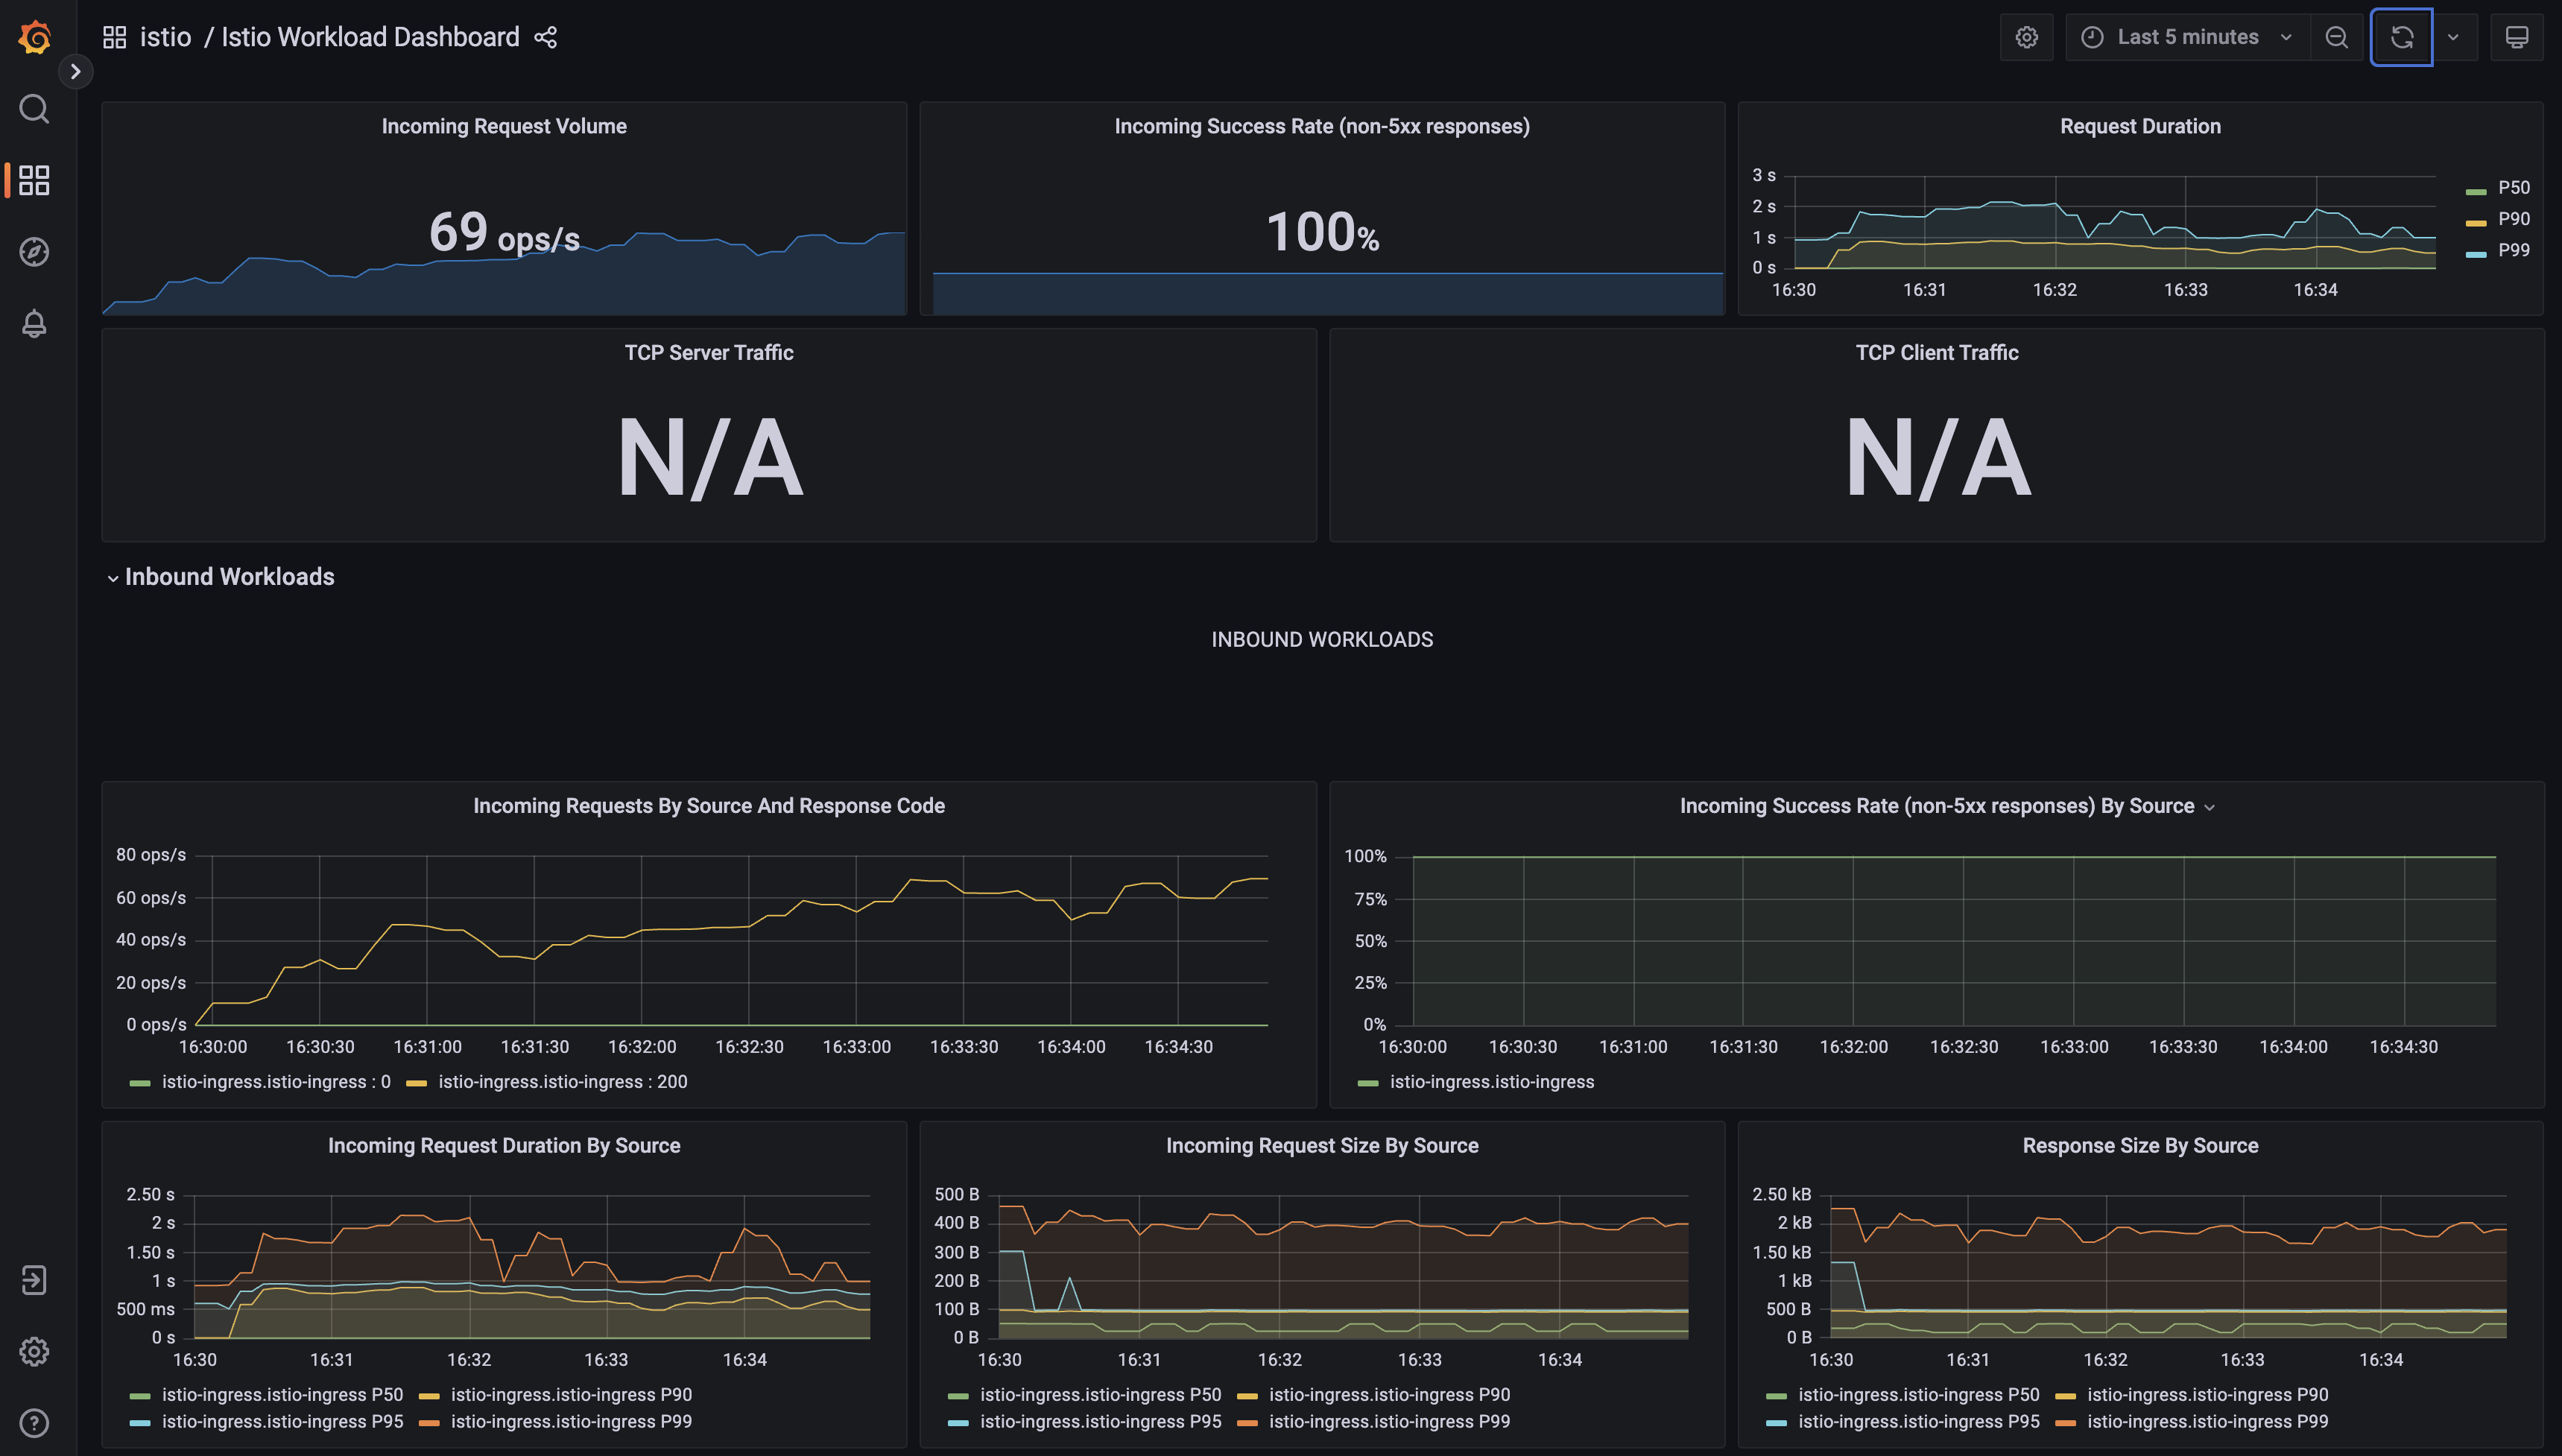 istio / Istio Workload Dashboard
Last 5 minutes
Incoming Request Volume
69 ops/s
Incoming Success Rate (non-5xx responses)
100%
Request Duration
3 s
2 s
1 s
0 s
16:30 16:31 16:32 16:33 16:34
P50
P90
P99
TCP Server Traffic
N/A
TCP Client Traffic
N/A
Inbound Workloads
INBOUND WORKLOADS
Incoming Requests By Source And Response Code
80 ops/s
60 ops/s
40 ops/s
20 ops/s
0 ops/s
16:30:00 16:30:30 16:31:00 16:31:30 16:32:00 16:32:30 16:33:00 16:33:30 16:34:00 16:34:30
istio-ingress.istio-ingress : 0 istio-ingress.istio-ingress : 200
Incoming Success Rate (non-5xx responses) By Source
100%
75%
50%
25%
0%
16:30:00 16:30:30 16:31:00 16:31:30 16:32:00 16:32:30 16:33:00 16:33:30 16:34:00 16:34:30
istio-ingress.istio-ingress
Incoming Request Duration By Source
2.50 s
2 s
1.50 s
1 s
500 ms
0 s
16:30 16:31 16:32 16:33 16:34
istio-ingress.istio-ingress P50 istio-ingress.istio-ingress P90
istio-ingress.istio-ingress P95 istio-ingress.istio-ingress P99
Incoming Request Size By Source
500 B
400 B
300 B
200 B
100 B
0 B
16:30 16:31 16:32 16:33 16:34
istio-ingress.istio-ingress P50 istio-ingress.istio-ingress P90
istio-ingress.istio-ingress P95 istio-ingress.istio-ingress P99
Response Size By Source
2.50 kB
2 kB
1.50 kB
1 kB
500 B
0 B
16:30 16:31 16:32 16:33 16:34
istio-ingress.istio-ingress P50 istio-ingress.istio-ingress P90
istio-ingress.istio-ingress P95 istio-ingress.istio-ingress P99